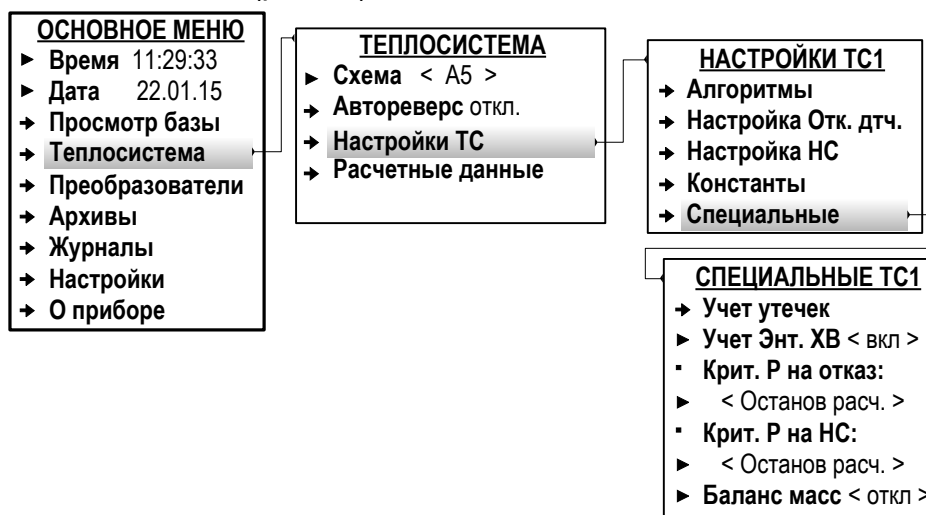 ОСНОВНОЕ МЕНЮ
Время 11:29:33
Дата 22.01.15
Просмотр базы
Теплосистема
Преобразователи
Архивы
Журналы
Настройки
О приборе
ТЕПЛОСИСТЕМА
Схема < А5 >
Автореверс откл.
Настройки ТС
Расчетные данные
НАСТРОЙКИ ТС1
Алгоритмы
Настройка Отк. дтч.
Настройка НС
Константы
Специальные
СПЕЦИАЛЬНЫЕ ТС1
Учет утечек
Учет Энт. ХВ < вкл >
Крит. Р на отказ:
< Останов расч. >
Крит. Р на НС:
< Останов расч. >
Баланс масс < откл >